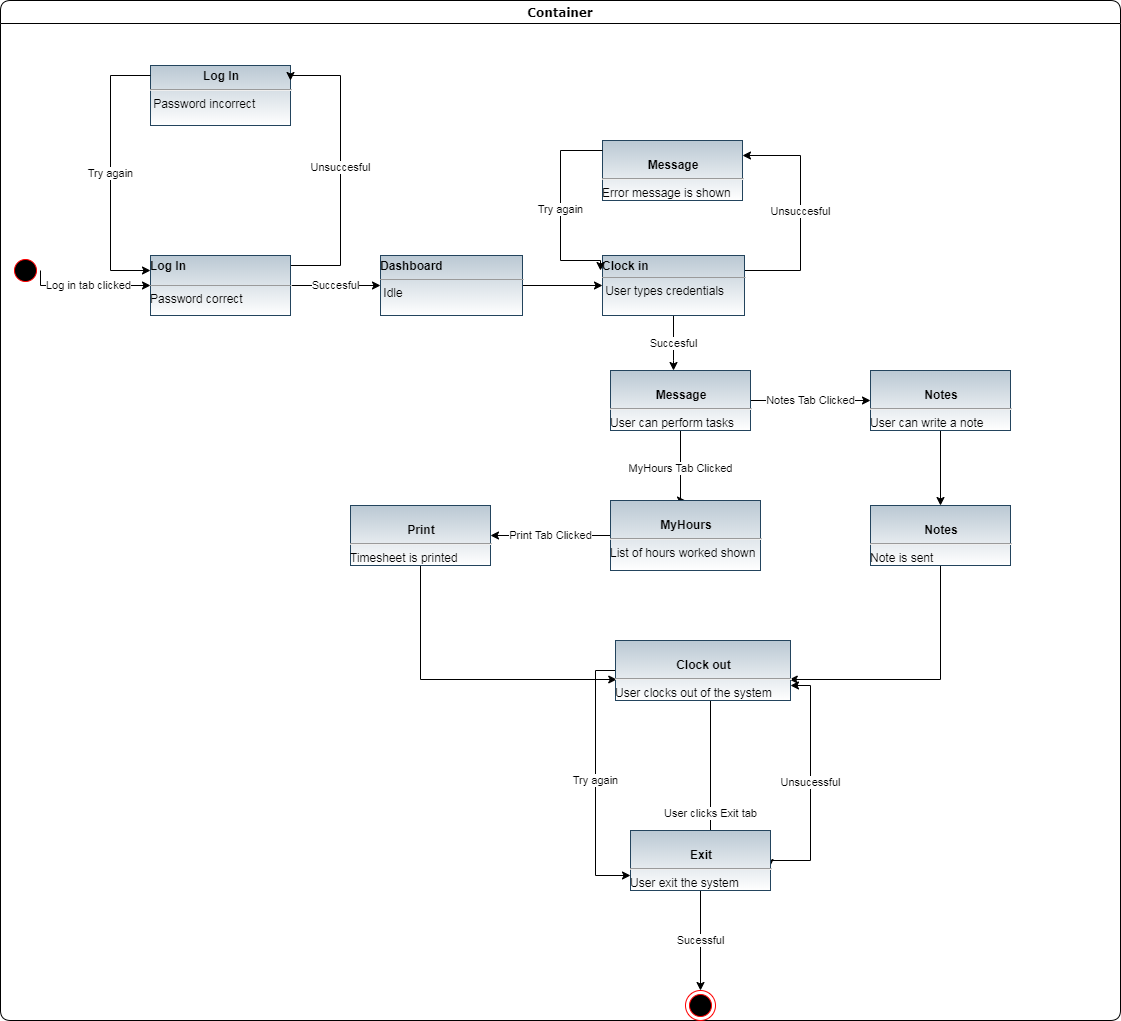 Container
Log In
Password incorrect
Try again
Unsuccesful
Message
Error message is shown
Try again
Unsuccesful
Log In
Password correct
Log in tab clicked
Succesful
Dashboard
Idle
Clock in
User types credentials
Succesful
Message
User can perform tasks
Notes Tab Clicked
Notes
User can write a note
MyHours Tab Clicked
Print
Timesheet is printed
Print Tab Clicked
MyHours
List of hours worked shown
Notes
Note is sent
Clock out
User clocks out of the system
Try again
Unsucessful
User clicks Exit tab
Exit
User exit the system
Sucessful